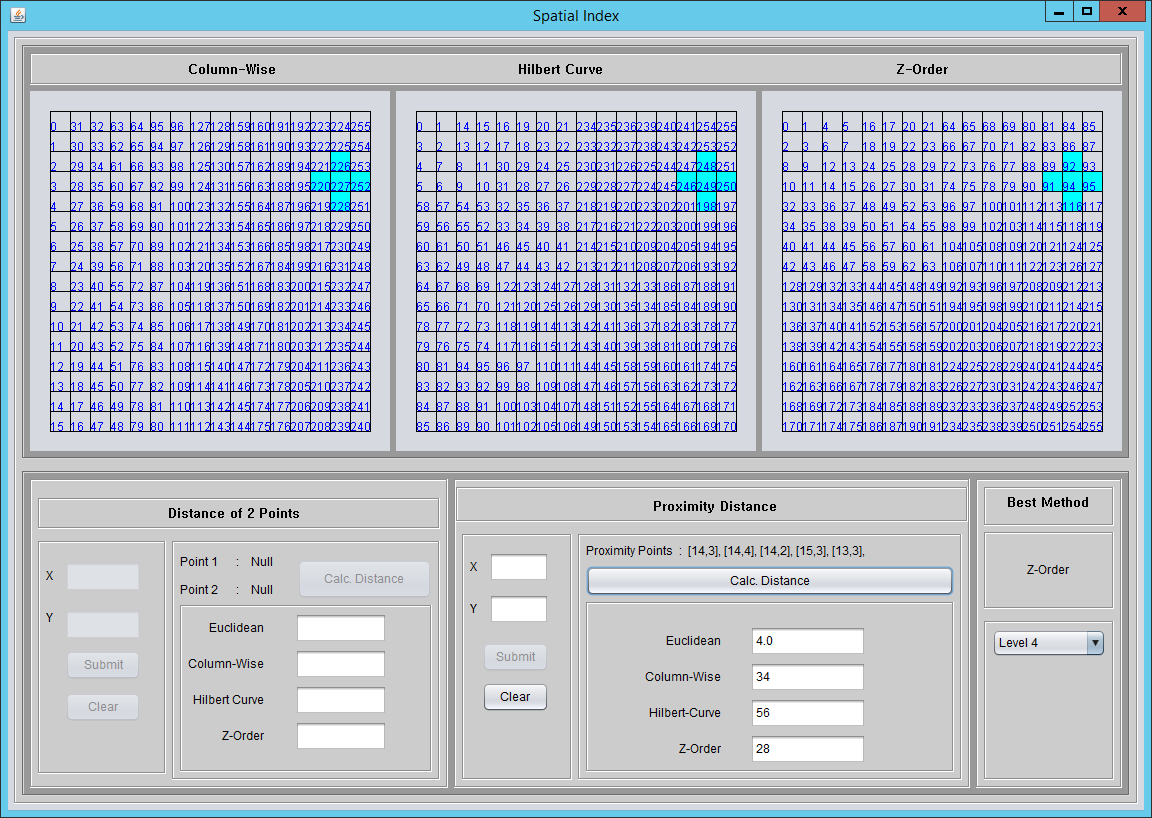 Spatial Index
Column-Wise
0 31 32 63 64 95 96 127 128 159 160 191 192 223 224 255
1 30 33 62 65 94 97 126 129 158 161 190 193 222 225 254
2 29 34 61 66 93 98 125 130 157 162 189 194 221 226 253
3 28 35 60 67 92 99 124 131 156 163 188 195 220 227 252
4 27 36 59 68 91 100 123 132 155 164 187 196 219 228 251
5 26 37 58 69 90 101 122 133 154 165 186 197 218 229 250
6 25 38 57 70 89 102 121 134 153 166 185 198 217 230 249
7 24 39 56 71 88 103 120 135 152 167 184 199 216 231 248
8 23 40 55 72 87 104 119 136 151 168 183 200 215 232 247
9 22 41 54 73 86 105 118 137 150 169 182 201 214 233 246
10 21 42 53 74 85 106 117 138 149 170 181 202 213 234 245
11 20 43 52 75 84 107 116 139 148 171 180 203 212 235 244
12 19 44 51 76 83 108 115 140 147 172 179 204 211 236 243
13 18 45 50 77 82 109 114 141 146 173 178 205 210 237 242
14 17 46 49 78 81 110 113 142 145 174 177 206 209 238 241
15 16 47 48 79 80 111 112 143 144 175 176 207 208 239 240
Hilbert Curve
0 1 14 15 16 19 20 21 234 235 236 239 240 241 254 255
3 2 13 12 17 18 23 22 233 232 237 238 243 242 253 252
4 7 8 11 30 29 24 25 230 231 226 225 244 247 248 251
5 6 9 10 31 28 27 26 229 228 227 224 245 246 249 250
58 57 54 53 32 35 36 37 218 219 220 223 202 201 198 197
59 56 55 52 33 34 39 38 217 216 221 222 203 200 199 196
60 61 50 51 46 45 40 41 214 215 210 209 204 205 194 195
63 62 49 48 47 44 43 42 213 212 211 208 207 206 193 192
64 67 68 69 122 123 124 127 128 131 132 133 186 187 188 191
65 66 71 70 121 120 125 126 129 130 135 134 185 184 189 190
78 77 72 73 118 119 114 113 142 141 136 137 182 183 178 177
79 76 75 74 117 116 115 112 143 140 139 138 181 180 179 176
80 81 94 95 96 97 110 111 144 145 158 159 160 161 174 175
83 82 93 92 99 98 109 108 147 146 157 156 163 162 173 172
84 87 88 91 100 103 104 107 148 151 152 155 164 167 168 171
85 86 89 90 101 102 105 106 149 150 153 154 165 166 169 170
Z-Order
0 1 4 5 16 17 20 21 64 65 68 69 80 81 84 85
2 3 6 7 18 19 22 23 66 67 70 71 82 83 86 87
8 9 12 13 24 25 28 29 72 73 76 77 88 89 92 93
10 11 14 15 26 27 30 31 74 75 78 79 90 91 94 95
32 33 36 37 48 49 52 53 96 97 100 101 112 113 116 117
34 35 38 39 50 51 54 55 98 99 102 103 114 115 118 119
40 41 44 45 56 57 60 61 104 105 108 109 120 121 124 125
42 43 46 47 58 59 62 63 106 107 110 111 122 123 126 127
128 129 132 133 144 145 148 149 192 193 196 197 208 209 212 213
130 131 134 135 146 147 150 151 194 195 198 199 210 211 214 215
136 137 140 141 152 153 156 157 200 201 204 205 216 217 220 221
138 139 142 143 154 155 158 159 202 203 206 207 218 219 222 223
160 161 164 165 176 177 180 181 224 225 228 229 240 241 244 245
162 163 166 167 178 179 182 183 226 227 230 231 242 243 246 247
168 169 172 173 184 185 188 189 232 233 236 237 248 249 252 253
170 171 174 175 186 187 190 191 234 235 238 239 250 251 254 255
Distance of 2 Points
X
Y
Submit
Clear
Point 1 : Null
Point 2 : Null
Calc. Distance
Euclidean
Column-Wise
Hilbert Curve
Z-Order
Proximity Distance
X
Y
Submit
Clear
Proximity Points : [14,3], [14,4], [14,2], [15,3], [13,3],
Calc. Distance
Euclidean 4.0
Column-Wise 34
Hilbert-Curve 56
Z-Order 28
Best Method
Z-Order
Level 4